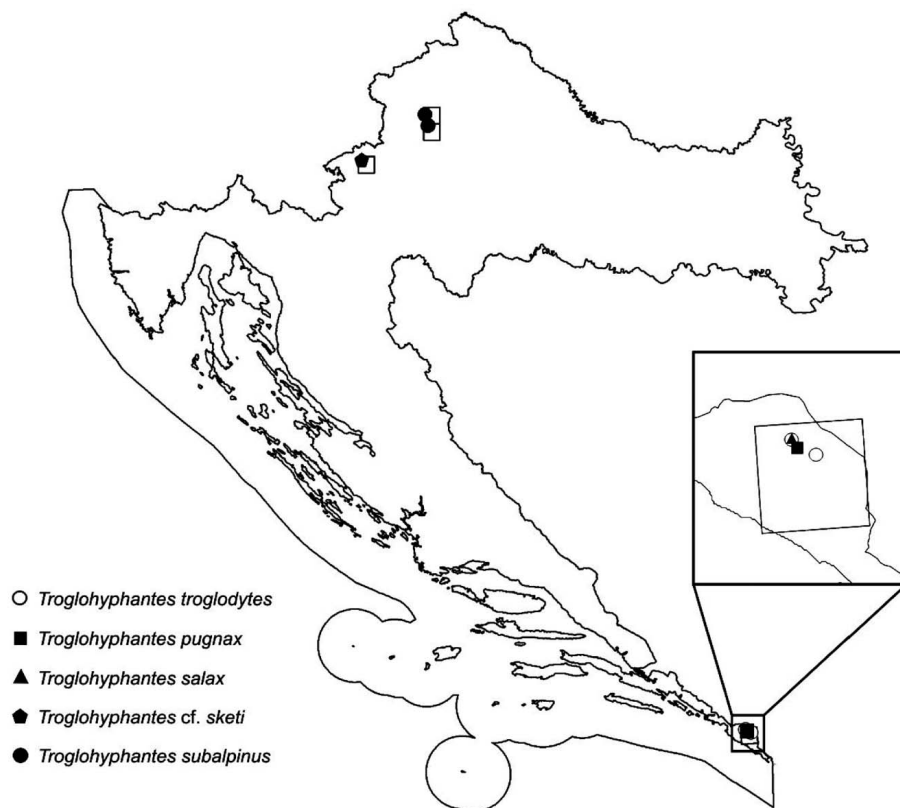 Troglohyphantes troglodytes
Troglohyphantes pugnax
Troglohyphantes salax
Troglohyphantes cf. sketi
Troglohyphantes subalpinus